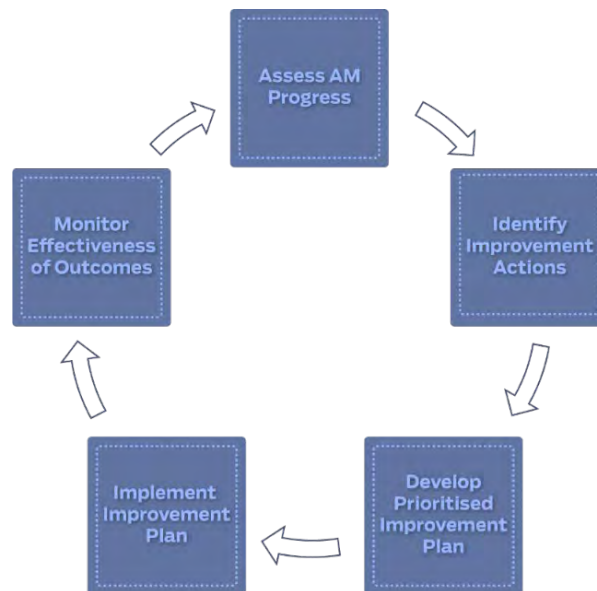 Assess AM
Progress
Identify
Improvement
Actions
Develop
Prioritised
Improvement
Plan
Implement
Improvement
Plan
Monitor
Effectiveness
of Outcomes